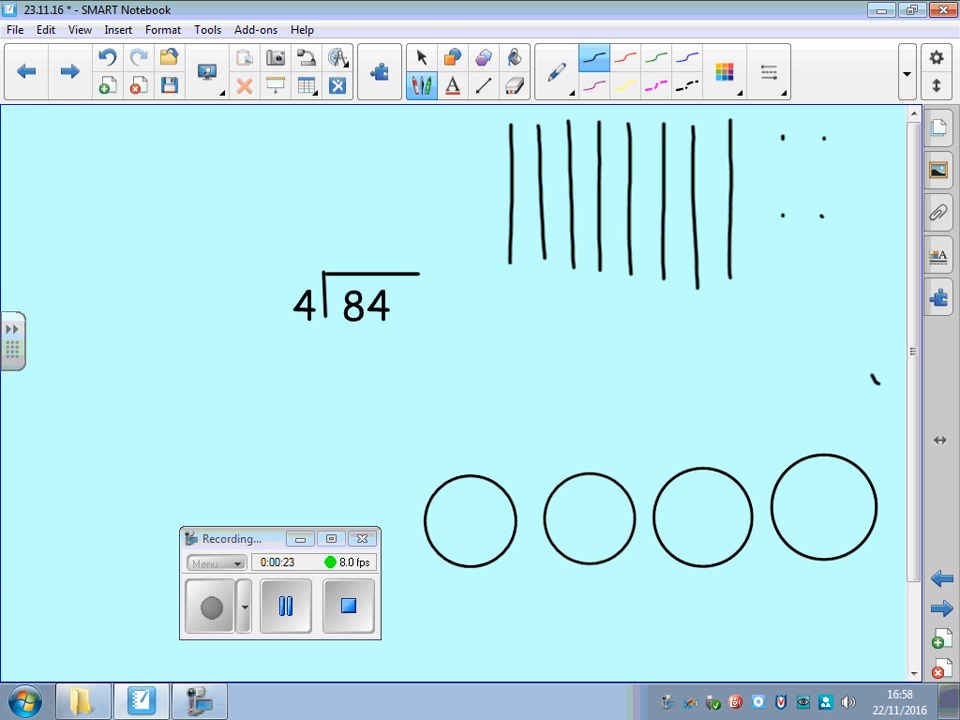 23.11.16 * - SMART Notebook
File Edit View Insert Format Tools Add-ons Help
4 84
Recording...
Menu 0:00:23 8.0 fps
16:58
22/11/2016